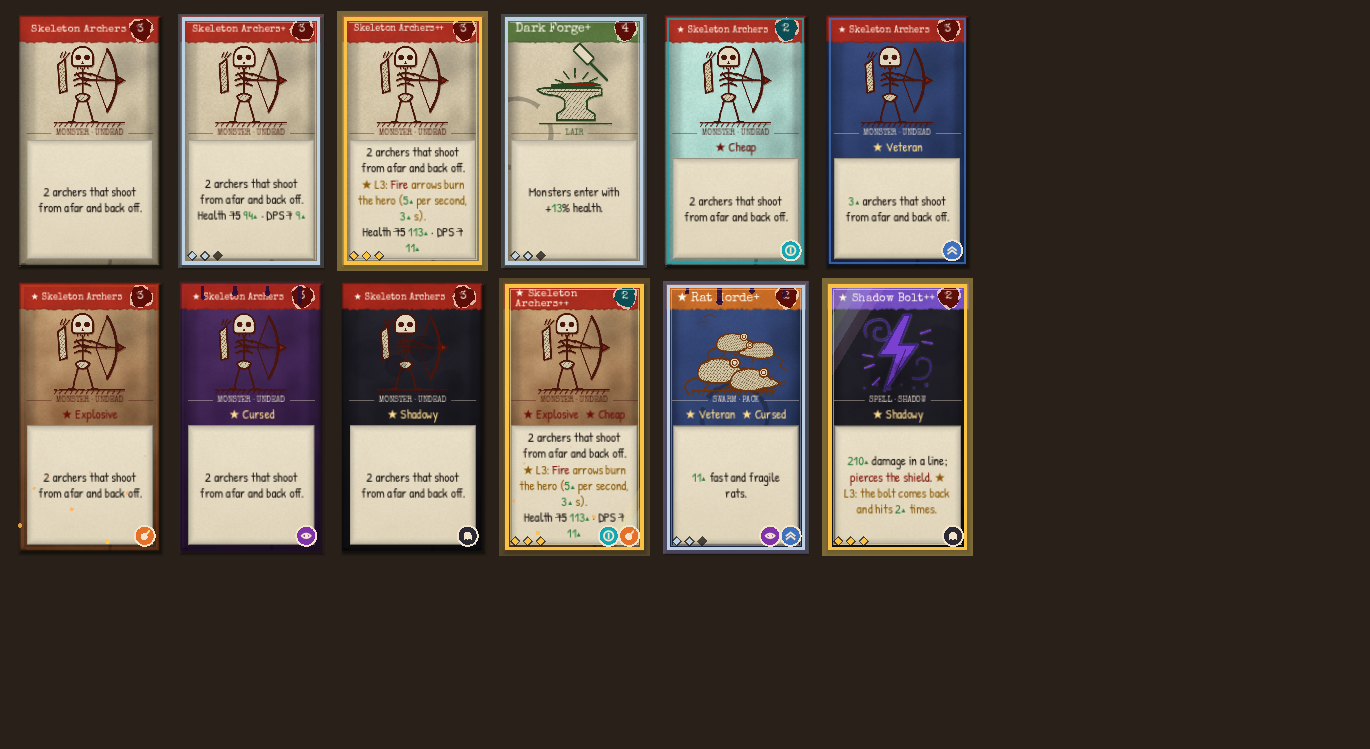 Skeleton Archers 3
MONSTER · UNDEAD
2 archers that shoot
from afar and back off.
Skeleton Archers+ 3
MONSTER · UNDEAD
2 archers that shoot
from afar and back off.
Health 75 94▲ · DPS 7 9▲
Skeleton Archers++ 3
MONSTER · UNDEAD
2 archers that shoot
from afar and back off.
★ L3: Fire arrows burn
the hero (5▲ per second,
3▲ s).
Health 75 113▲ · DPS 7
11▲
Dark Forge+ 4
LAIR
Monsters enter with
+13% health.
★ Skeleton Archers 2
MONSTER · UNDEAD
★ Cheap
2 archers that shoot
from afar and back off.
★ Skeleton Archers 3
MONSTER · UNDEAD
★ Veteran
3▲ archers that shoot
from afar and back off.
★ Skeleton Archers 3
MONSTER · UNDEAD
★ Explosive
2 archers that shoot
from afar and back off.
★ Skeleton Archers 3
MONSTER · UNDEAD
★ Cursed
2 archers that shoot
from afar and back off.
★ Skeleton Archers 3
MONSTER · UNDEAD
★ Shadowy
2 archers that shoot
from afar and back off.
★ Skeleton
Archers++ 2
MONSTER · UNDEAD
★ Explosive ★ Cheap
2 archers that shoot
from afar and back off.
★ L3: Fire arrows burn
the hero (5▲ per second,
3▲ s).
Health 75 113▲ · DPS 7
11▲
★ Rat Horde+ 2
SWARM · PACK
★ Veteran ★ Cursed
11▲ fast and fragile
rats.
★ Shadow Bolt++ 2
SPELL · SHADOW
★ Shadowy
210▲ damage in a line;
pierces the shield. ★
L3: the bolt comes back
and hits 2▲ times.